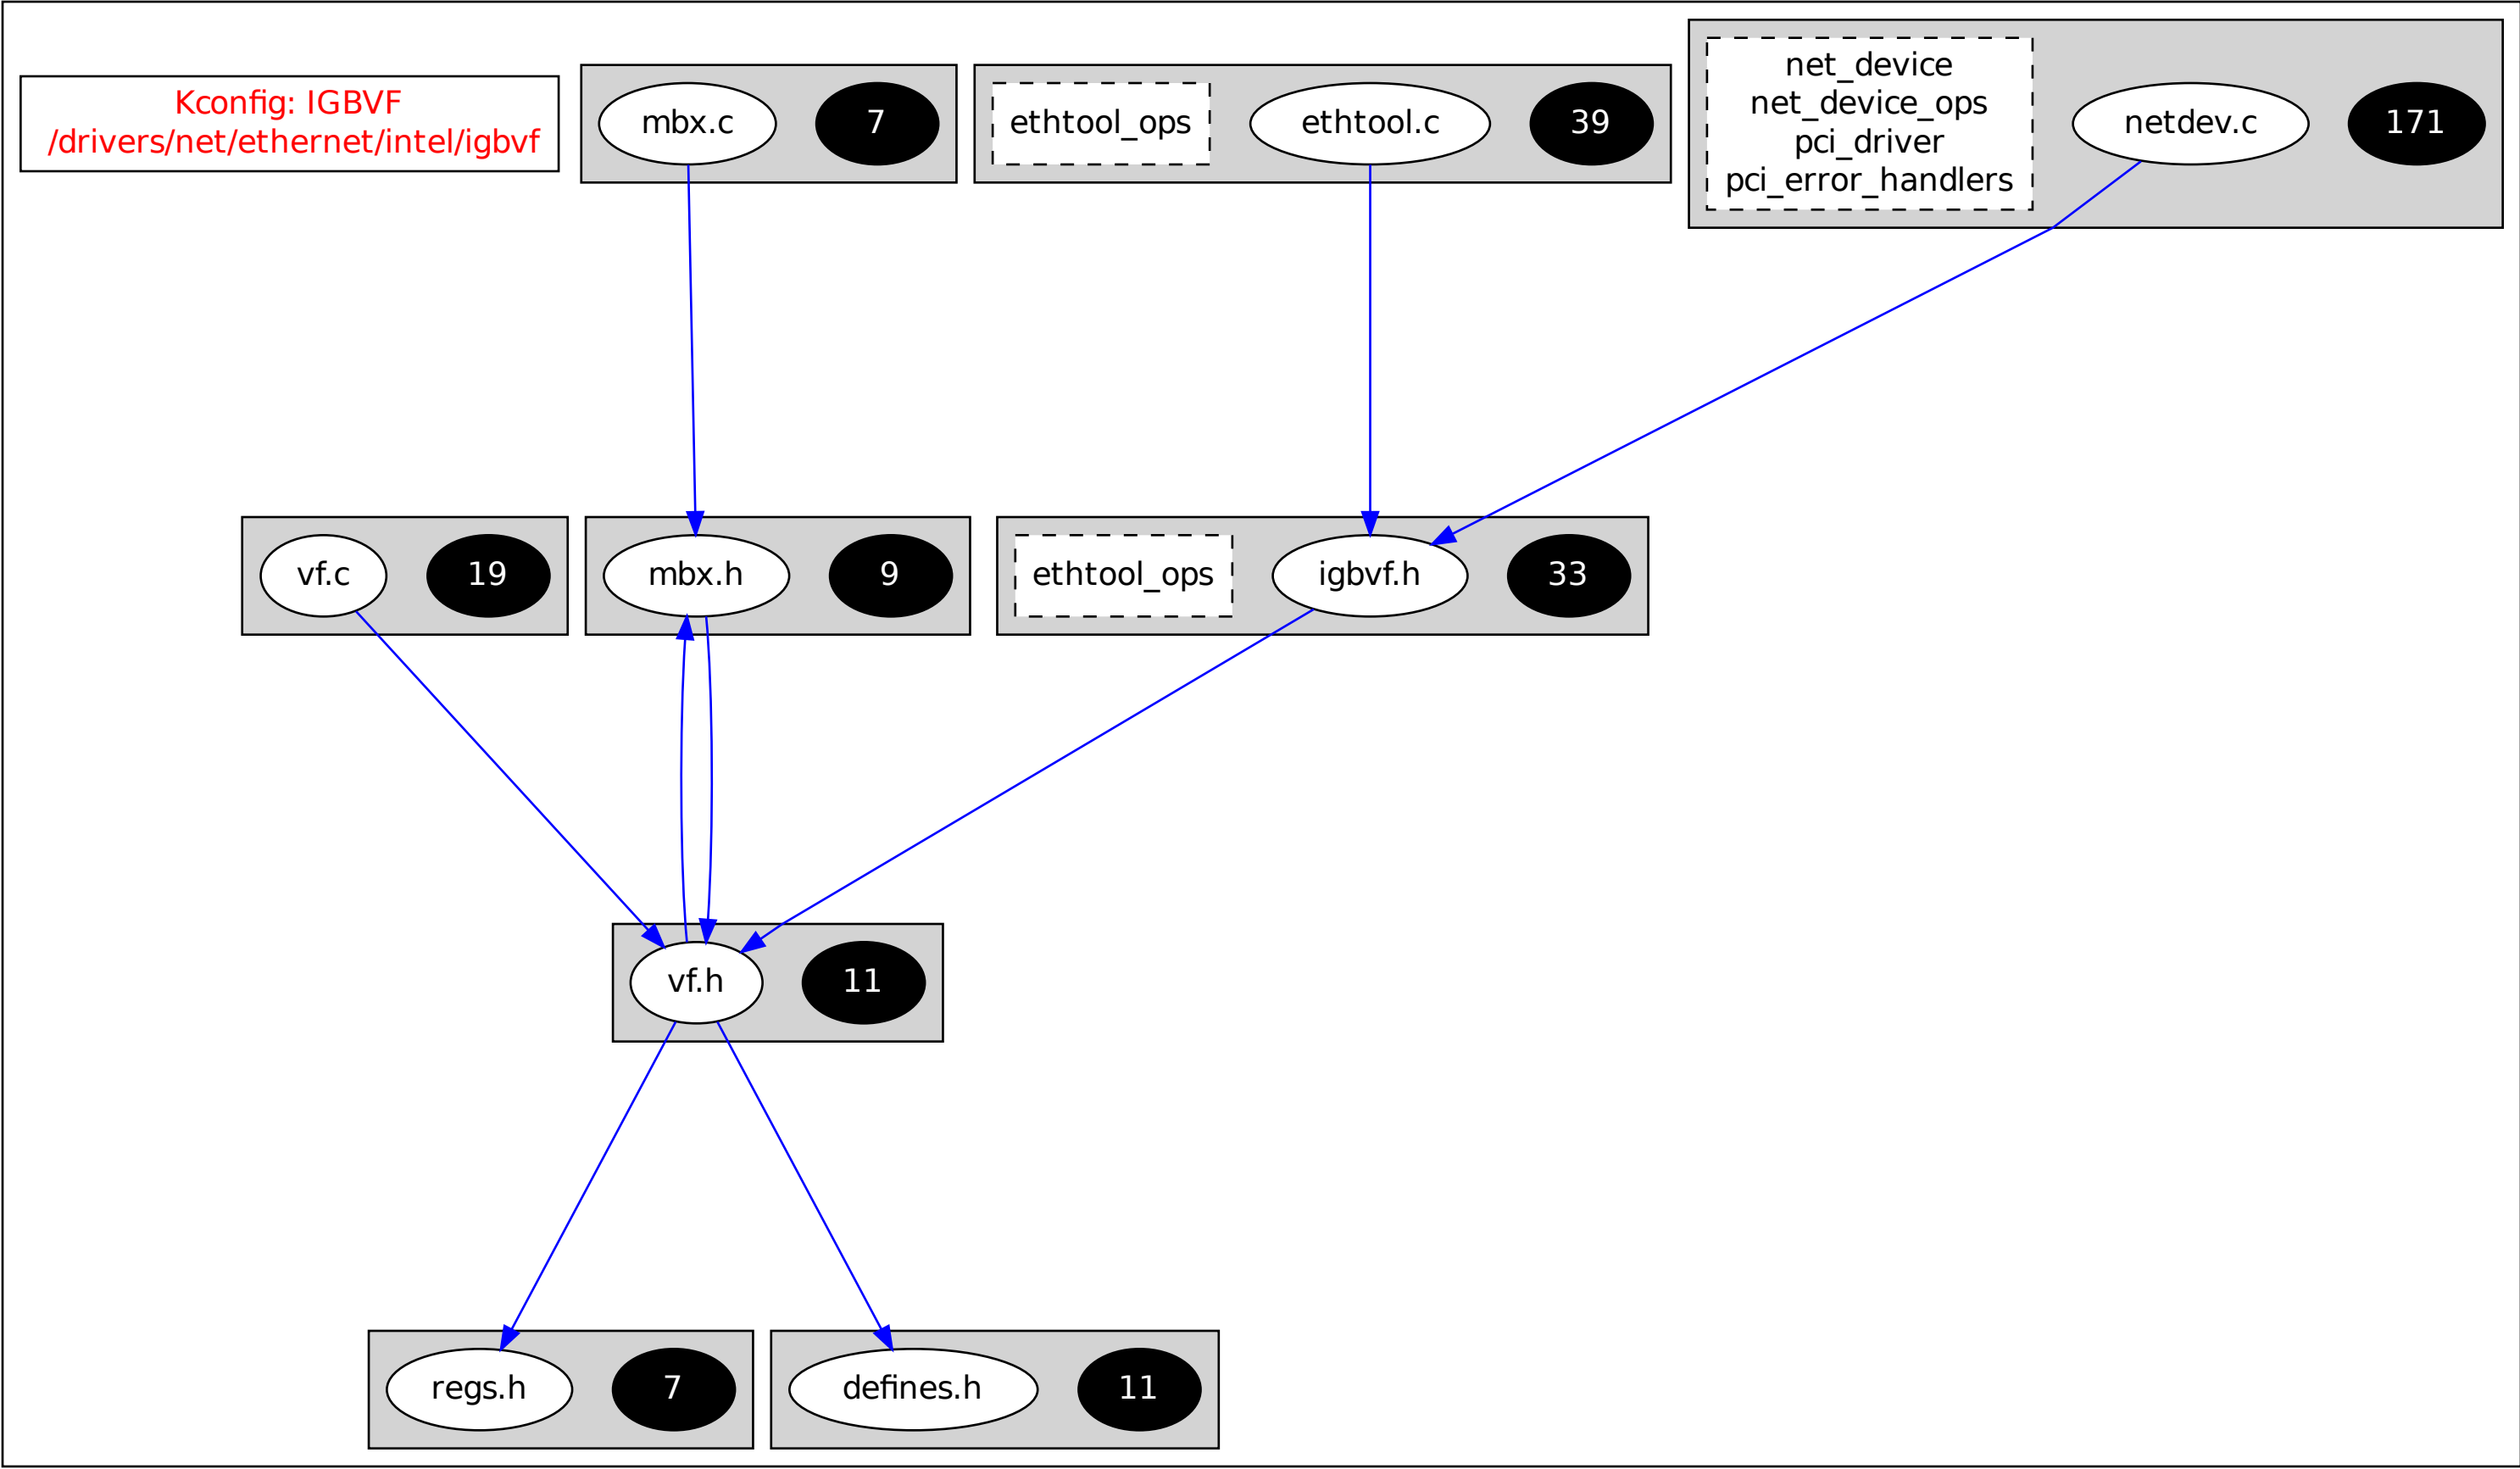 Kconfig: IGBVF
/drivers/net/ethernet/intel/igbvf
mbx.c
7
ethtool_ops
ethtool.c
39
net_device
net_device_ops
pci_driver
pci_error_handlers
netdev.c
171
vf.c
19
mbx.h
9
ethtool_ops
igbvf.h
33
vf.h
11
regs.h
7
defines.h
11